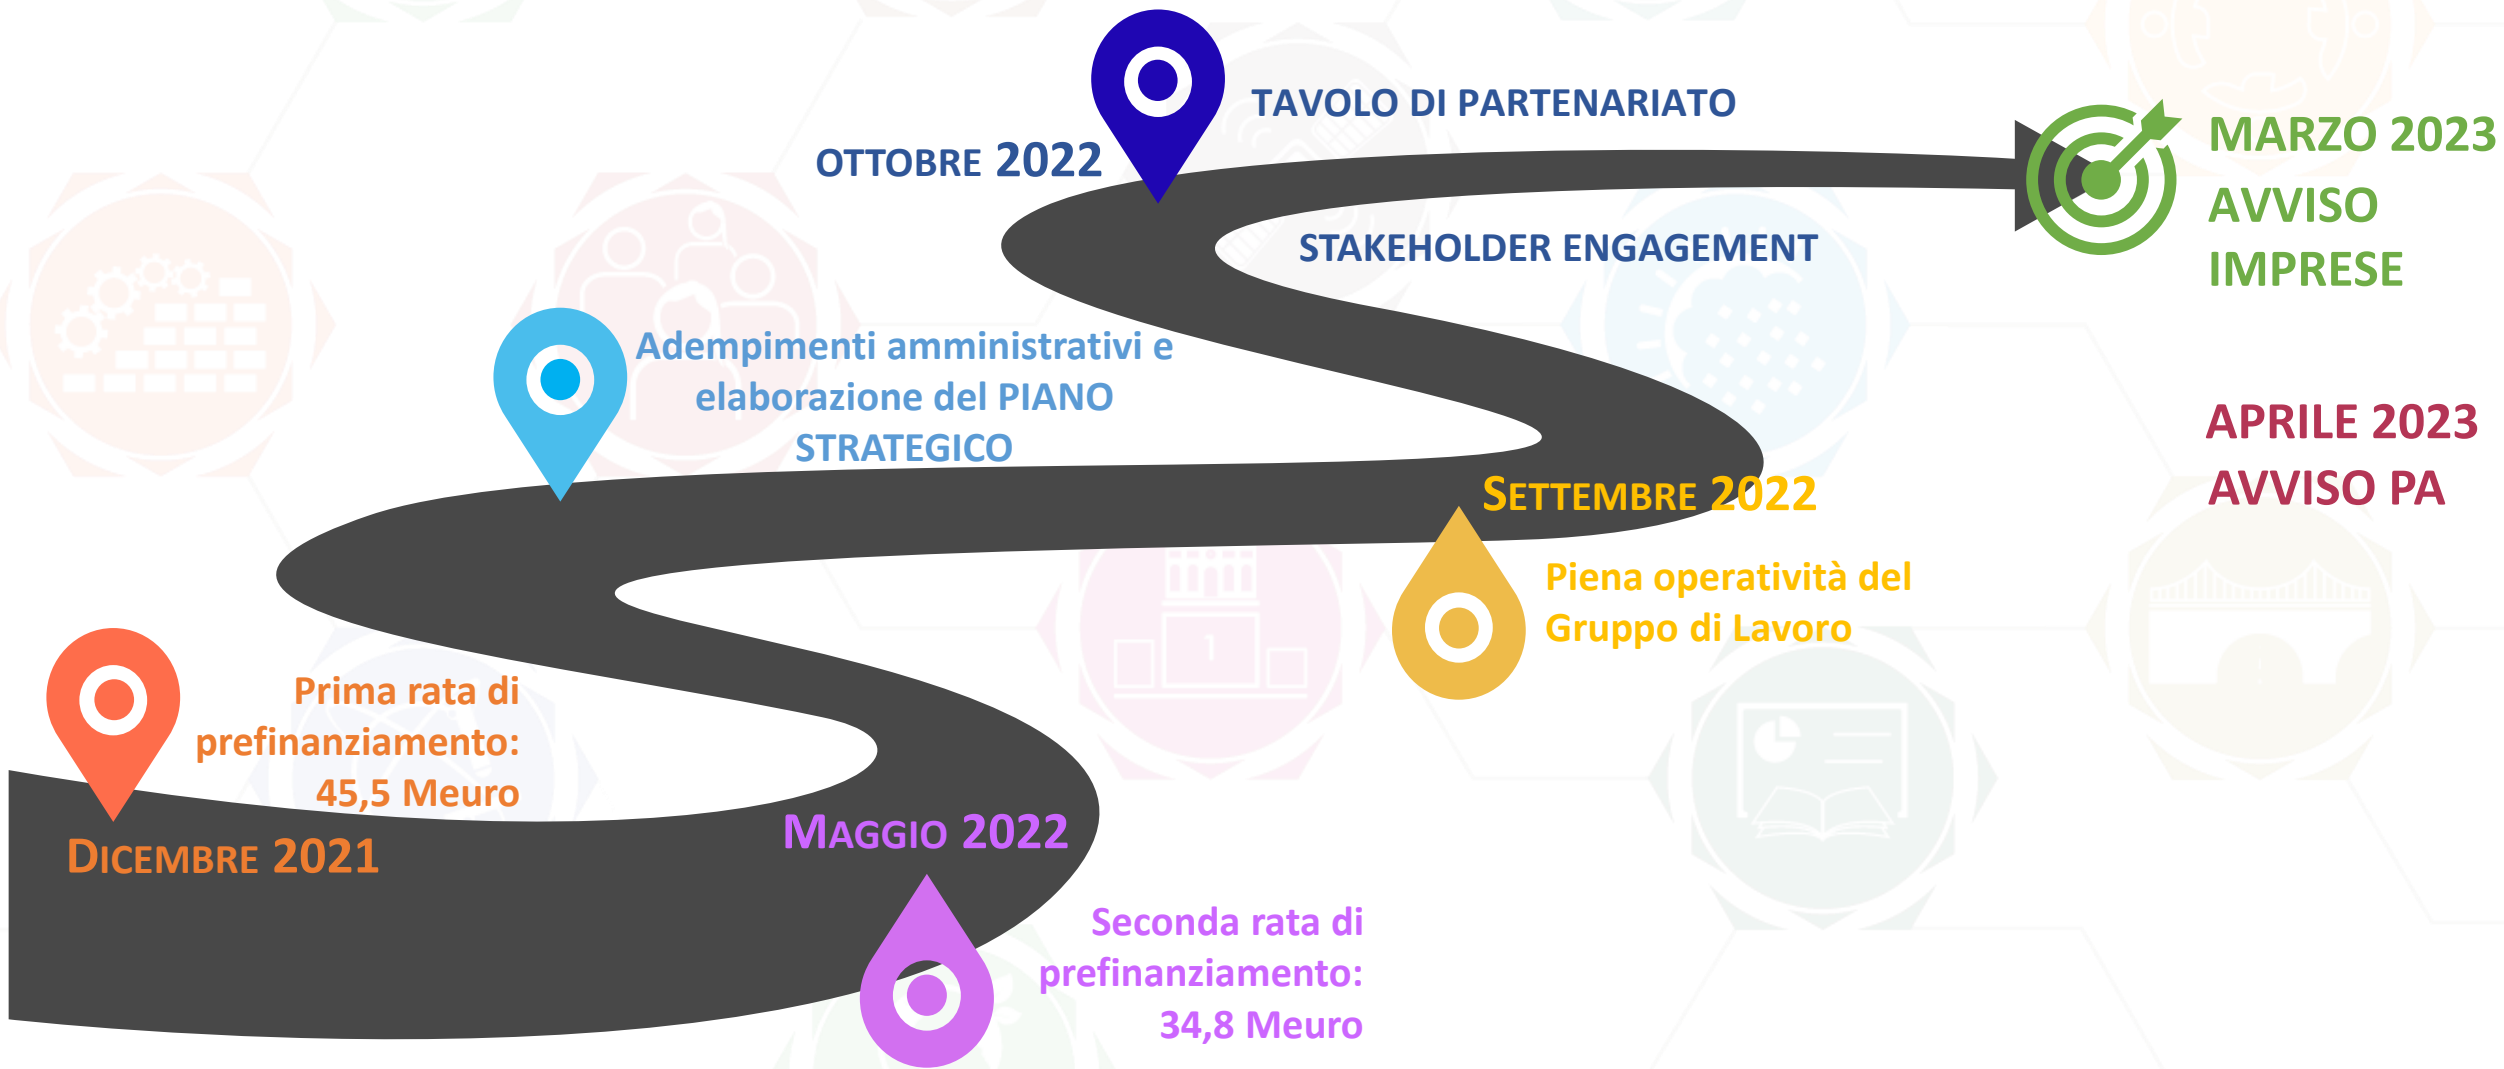 TAVOLO DI PARTENARIATO
OTTOBRE 2022
STAKEHOLDER ENGAGEMENT
MARZO 2023
AVVISO
IMPRESE
Adempimenti amministrativi e
elaborazione del PIANO
STRATEGICO
APRILE 2023
AVVISO PA
SETTEMBRE 2022
Piena operatività del
Gruppo di Lavoro
Prima rata di
prefinanziamento:
45,5 Meuro
DICEMBRE 2021
MAGGIO 2022
Seconda rata di
prefinanziamento:
34,8 Meuro
1